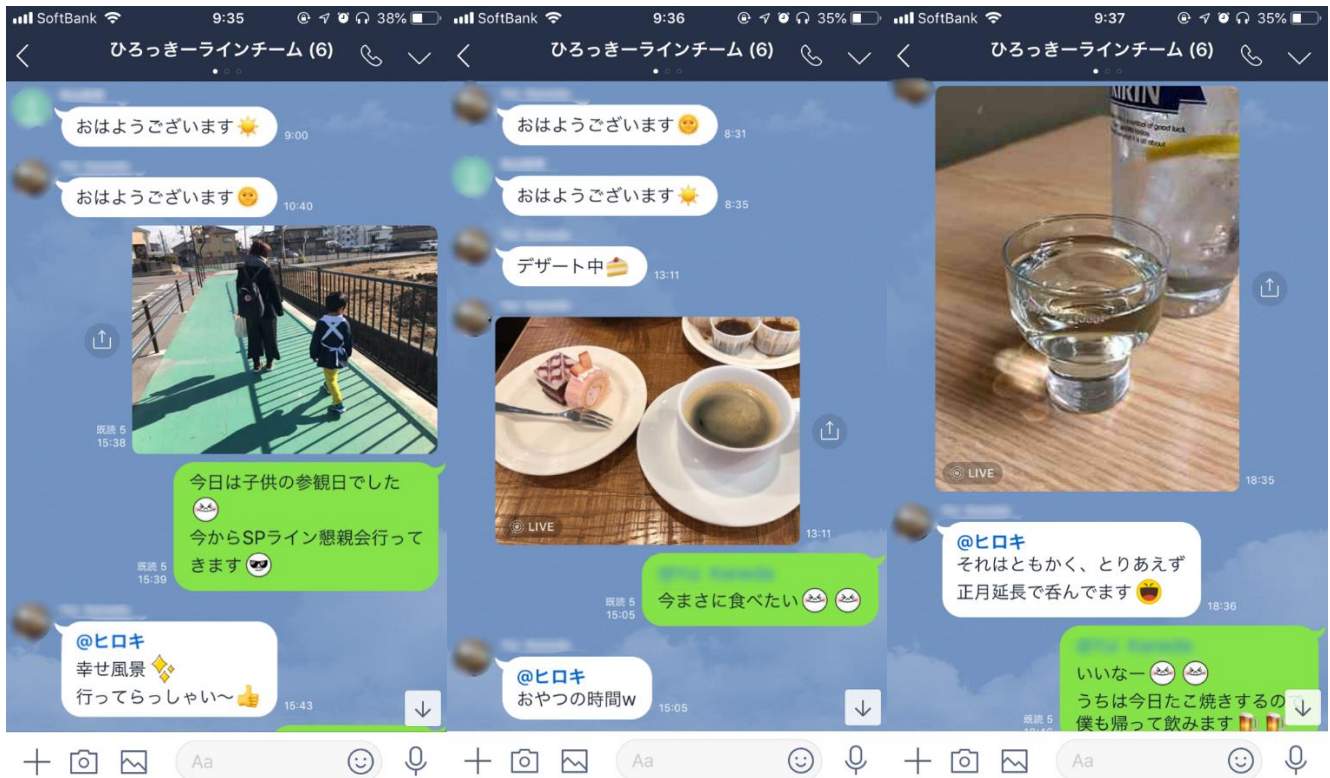 SoftBank 9:35 38%
ひろっきーラインチーム (6)
おはようございます☀️
9:00
おはようございます🌞
10:40
既読 5
15:38
今日は子供の参観日でした
今からSPライン懇親会行って
きます😎
既読 5
15:39
@ヒロキ
幸せ風景✨
行ってらっしゃい〜👍
15:43
Aa
SoftBank 9:36 35%
ひろっきーラインチーム (6)
おはようございます🌞
8:31
おはようございます☀️
8:35
デザート中🍰
13:11
LIVE
13:11
今まさに食べたい
既読 5
15:05
@ヒロキ
おやつの時間w
15:05
Aa
SoftBank 9:37 35%
ひろっきーラインチーム (6)
KIRIN
LIVE
18:35
@ヒロキ
それはともかく、とりあえず
正月延長で呑んでます
18:36
いいなー
うちは今日たこ焼きするので
僕も帰って飲みます🍺🍺
既読 5
Aa